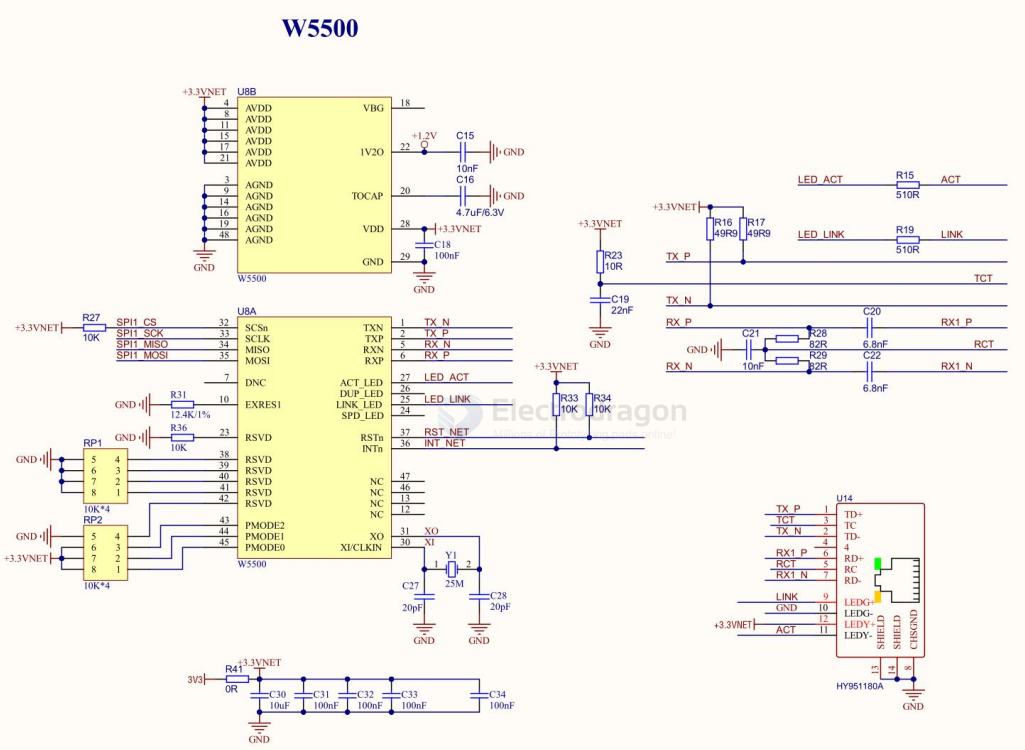 W5500
U8B
+3.3VNET
4 AVDD
8 AVDD
11 AVDD
15 AVDD
17 AVDD
21 AVDD
3 AGND
9 AGND
14 AGND
16 AGND
19 AGND
48 AGND
GND
VBG 18
1V2O 22
+1.2V
C15
10nF
GND
TOCAP 20
C16
4.7uF/6.3V
GND
VDD 28
+3.3VNET
C18
100nF
GND 29
GND
W5500
U8A
+3.3VNET
R27
10K
SPI1_CS 32 SCSn
SPI1_SCK 33 SCLK
SPI1_MISO 34 MISO
SPI1_MOSI 35 MOSI
7 DNC
GND
R31
12.4K/1%
10 EXRES1
GND
R36
10K
23 RSVD
RP1
GND
5 4
6 3
7 2
8 1
10K*4
38 RSVD
39 RSVD
40 RSVD
41 RSVD
42 RSVD
RP2
GND
+3.3VNET
5 4
6 3
7 2
8 1
10K*4
43 PMODE2
44 PMODE1
45 PMODE0
TXN 1 TX_N
TXP 2 TX_P
RXN 5 RX_N
RXP 6 RX_P
ACT_LED 27 LED_ACT
DUP_LED 26
LINK_LED 25 LED_LINK
SPD_LED 24
RSTn 37 RST_NET
INTn 36 INT_NET
NC 47
NC 46
NC 13
NC 12
XO 31 XO
XI/CLKIN 30 XI
W5500
+3.3VNET
R33
10K
R34
10K
Y1
1 2
25M
C27
20pF
GND
C28
20pF
GND
ElectroDragon
3V3
R41
0R
+3.3VNET
C30
10uF
C31
100nF
C32
100nF
C33
100nF
C34
100nF
GND
+3.3VNET
R23
10R
C19
22nF
GND
TCT
LED_ACT R15 ACT
510R
LED_LINK R19 LINK
510R
+3.3VNET
R16
49R9
R17
49R9
TX_P
TX_N
RX_P C20 RX1_P
6.8nF
GND
C21
10nF
R28
82R
R29
82R
RCT
RX_N C22 RX1_N
6.8nF
U14
TX_P 1 TD+
TCT 3 TC
TX_N 2 TD-
4 4
RX1_P 6 RD+
RCT 5 RC
RX1_N 7 RD-
LINK 9 LEDG+
GND 10 LEDG-
+3.3VNET 12 LEDY+
ACT 11 LEDY-
SHIELD
SHIELD
CHSGND
13
14
8
HY951180A
GND